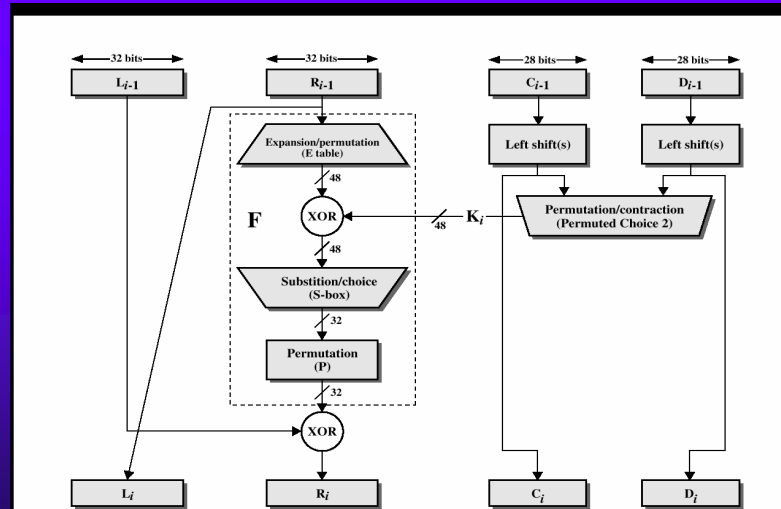 32 bits
32 bits
28 bits
28 bits
Li-1
Ri-1
Ci-1
Di-1
Expansion/permutation
(E table)
Left shift(s)
Left shift(s)
48
F
XOR
48
Ki
Permutation/contraction
(Permuted Choice 2)
48
Substition/choice
(S-box)
32
Permutation
(P)
32
XOR
Li
Ri
Ci
Di